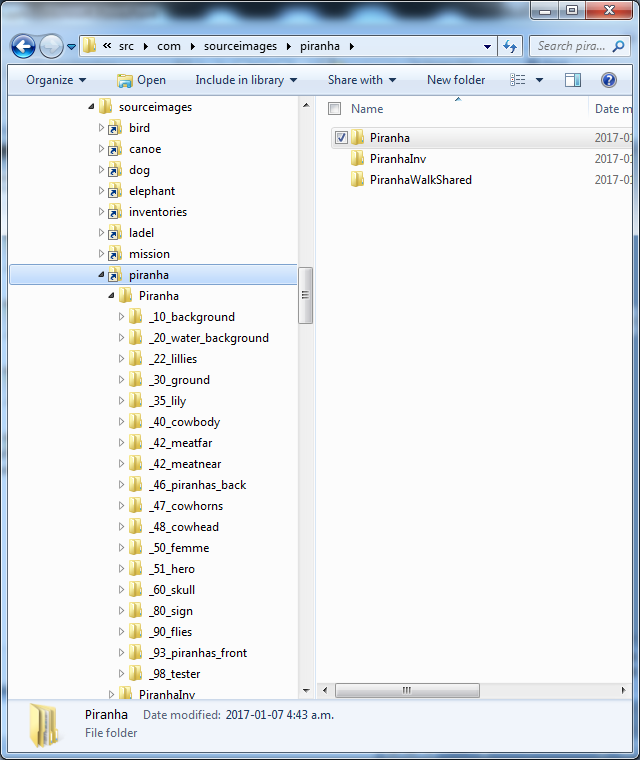 « src ▸ com ▸ sourceimages ▸ piranha ▸
Search pira...
Organize Open Include in library Share with New folder
sourceimages
bird
canoe
dog
elephant
inventories
ladel
mission
piranha
Piranha
_10_background
_20_water_background
_22_lillies
_30_ground
_35_lily
_40_cowbody
_42_meatfar
_42_meatnear
_46_piranhas_back
_47_cowhorns
_48_cowhead
_50_femme
_51_hero
_60_skull
_80_sign
_90_flies
_93_piranhas_front
_98_tester
PiranhaInv
Name Date m
Piranha 2017-01
PiranhaInv 2017-01
PiranhaWalkShared 2017-01
Piranha Date modified: 2017-01-07 4:43 a.m.
File folder